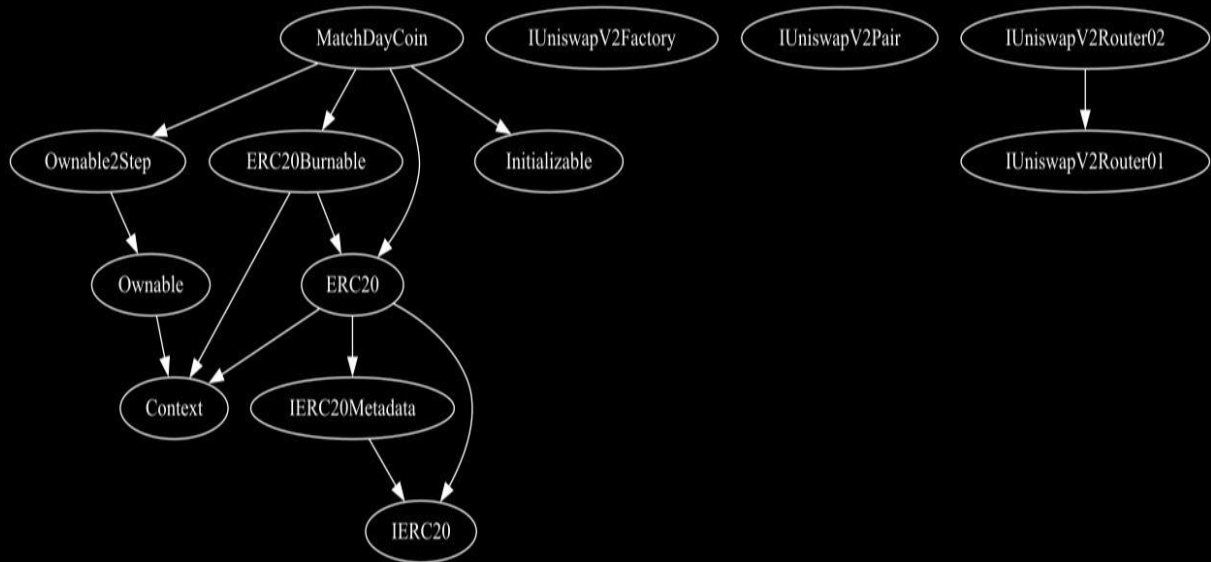 MatchDayCoin
IUniswapV2Factory
IUniswapV2Pair
IUniswapV2Router02
Ownable2Step
ERC20Burnable
Initializable
IUniswapV2Router01
Ownable
ERC20
Context
IERC20Metadata
IERC20